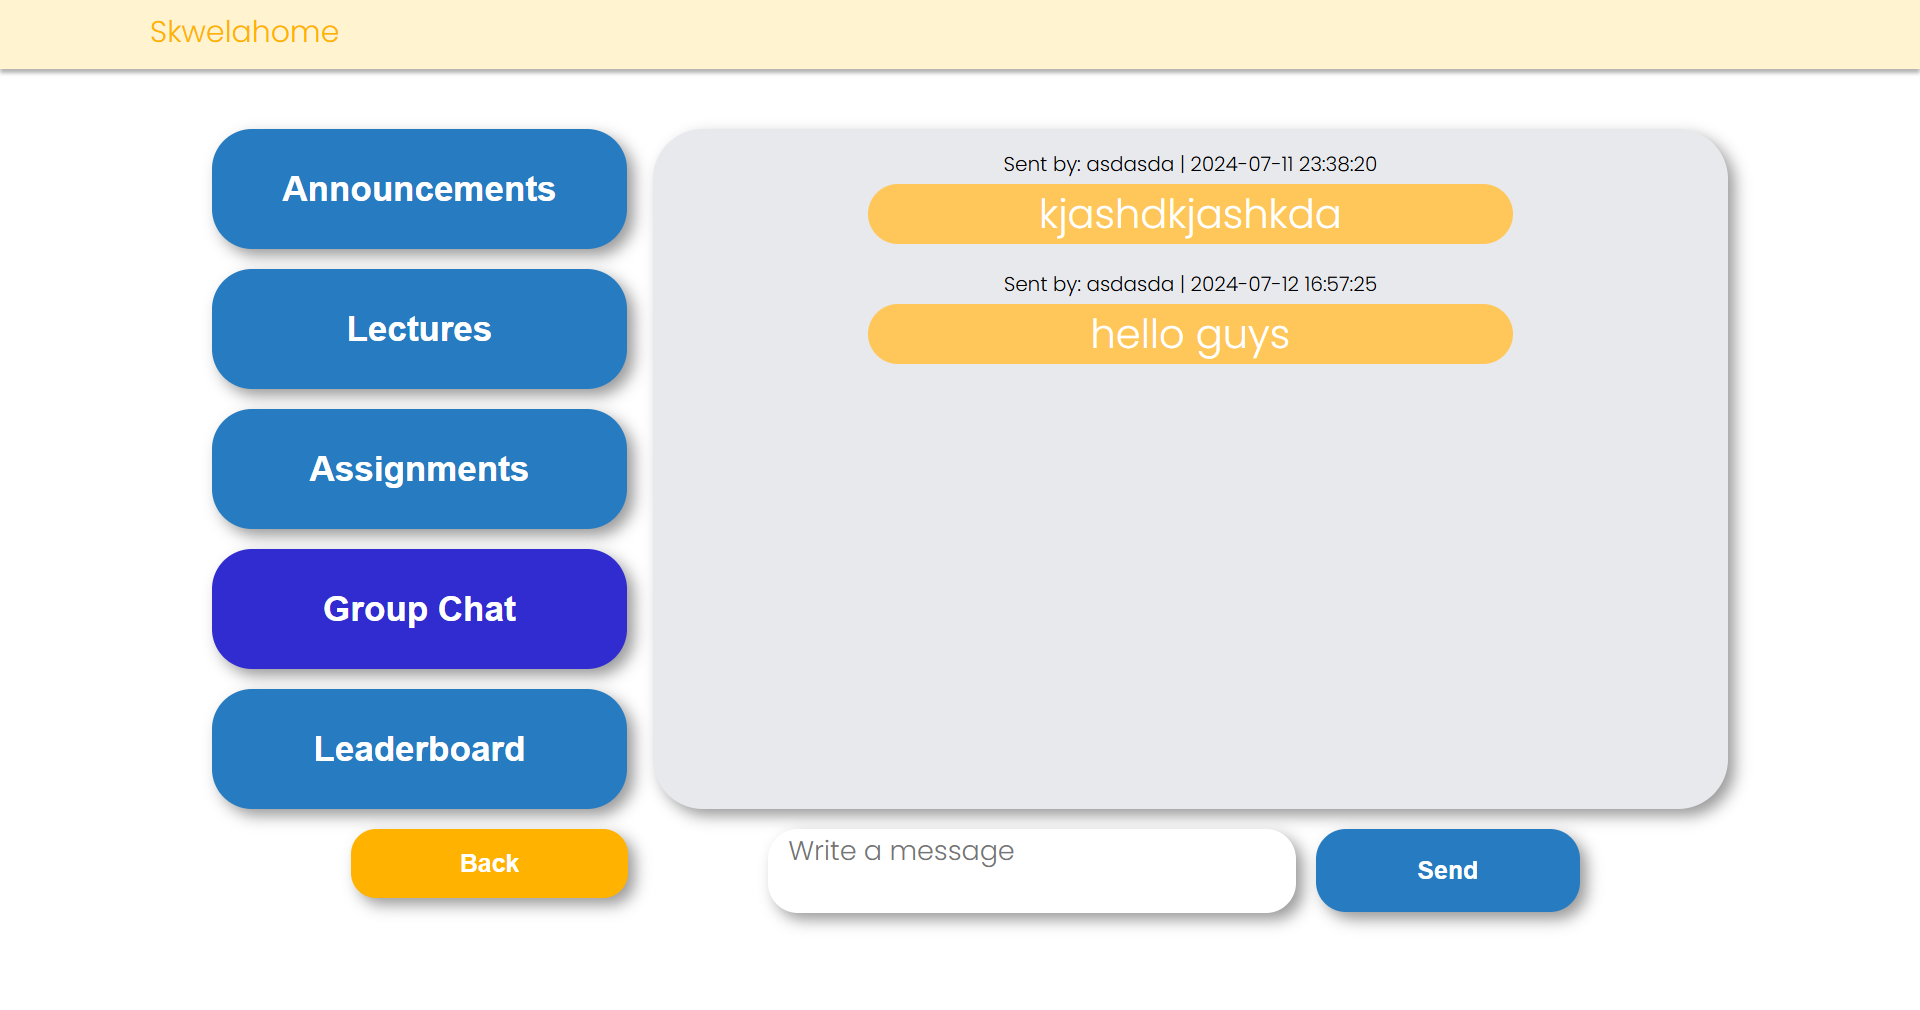 Skwelahome
Announcements
Lectures
Assignments
Group Chat
Leaderboard
Back
Sent by: asdasda | 2024-07-11 23:38:20
kjashdkjashkda
Sent by: asdasda | 2024-07-12 16:57:25
hello guys
Write a message
Send